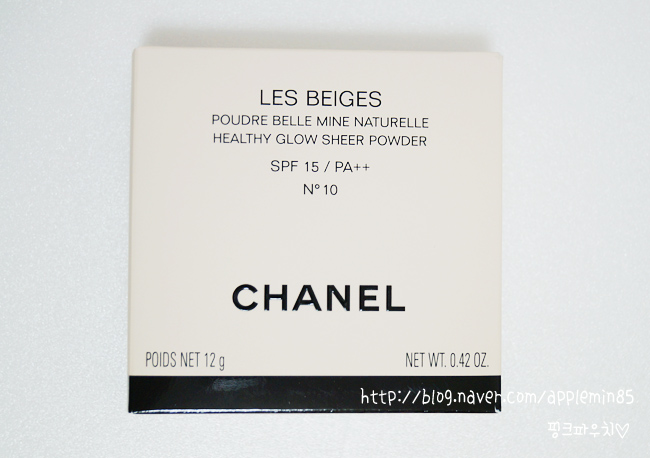 LES BEIGES
POUDRE BELLE MINE NATURELLE
HEALTHY GLOW SHEER POWDER
SPF 15 / PA++
N° 10
CHANEL
POIDS NET 12 g NET WT. 0.42 OZ.
http://blog.naver.com/applemin85
핑크파우치♡